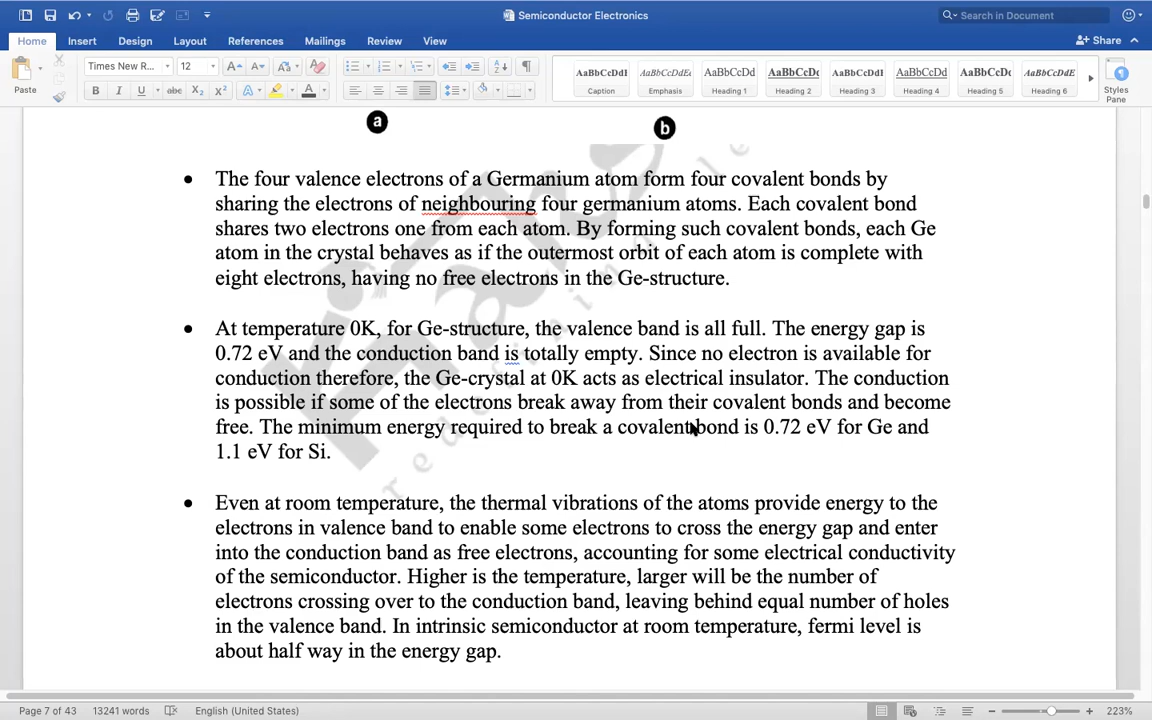 Semiconductor Electronics
Search in Document
Home Insert Design Layout References Mailings Review View
Share
Paste
Times New R... 12
B I U abc X₂ X²
AaBbCcDdI AaBbCcDdEe AaBbCcDd AaBbCcDc AaBbCcDdI AaBbCcDd AaBbCcDc AaBbCcDdE
Caption Emphasis Heading 1 Heading 2 Heading 3 Heading 4 Heading 5 Heading 6
Styles
Pane
a b
• The four valence electrons of a Germanium atom form four covalent bonds by
sharing the electrons of neighbouring four germanium atoms. Each covalent bond
shares two electrons one from each atom. By forming such covalent bonds, each Ge
atom in the crystal behaves as if the outermost orbit of each atom is complete with
eight electrons, having no free electrons in the Ge-structure.
• At temperature 0K, for Ge-structure, the valence band is all full. The energy gap is
0.72 eV and the conduction band is totally empty. Since no electron is available for
conduction therefore, the Ge-crystal at 0K acts as electrical insulator. The conduction
is possible if some of the electrons break away from their covalent bonds and become
free. The minimum energy required to break a covalent bond is 0.72 eV for Ge and
1.1 eV for Si.
• Even at room temperature, the thermal vibrations of the atoms provide energy to the
electrons in valence band to enable some electrons to cross the energy gap and enter
into the conduction band as free electrons, accounting for some electrical conductivity
of the semiconductor. Higher is the temperature, larger will be the number of
electrons crossing over to the conduction band, leaving behind equal number of holes
in the valence band. In intrinsic semiconductor at room temperature, fermi level is
about half way in the energy gap.
Page 7 of 43 13241 words English (United States) 223%